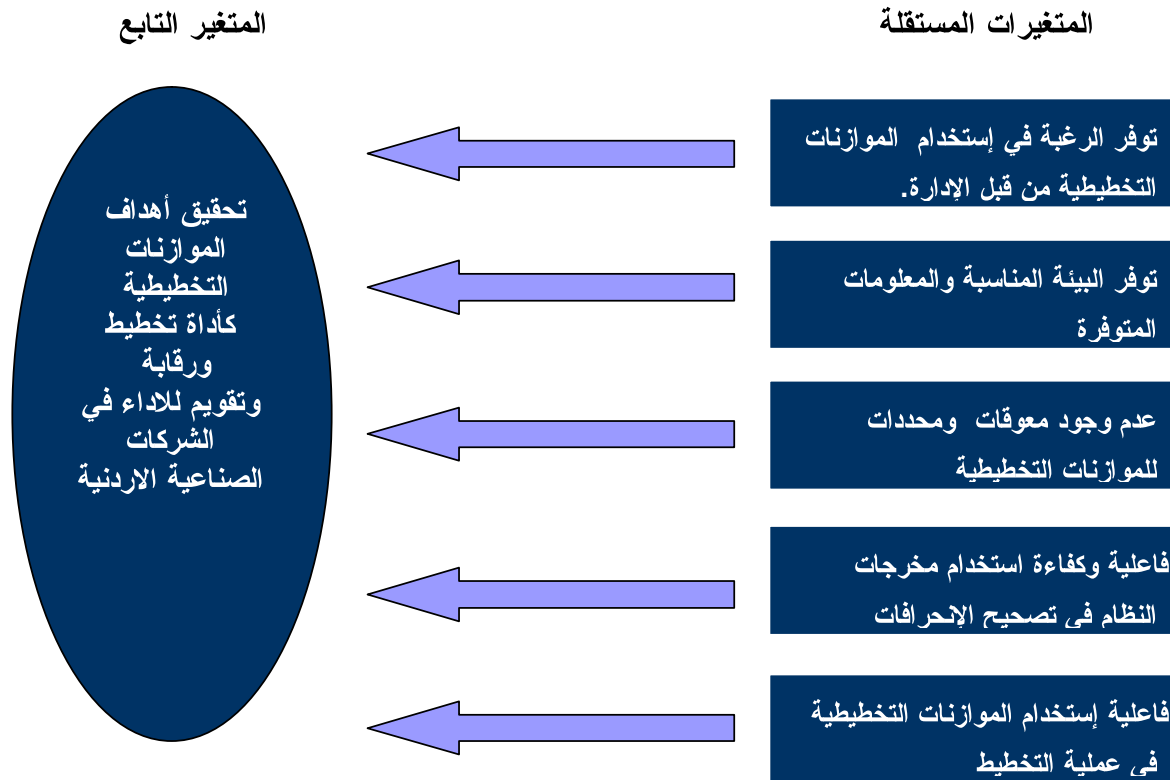 المتغيرات المستقلة
المتغير التابع
توفر الرغبة في إستخدام الموازنات
التخطيطية من قبل الإدارة.
توفر البيئة المناسبة والمعلومات
المتوفرة
عدم وجود معوقات ومحددات
للموازنات التخطيطية
فاعلية وكفاءة استخدام مخرجات
النظام في تصحيح الإنحرافات
فاعلية إستخدام الموازنات التخطيطية
في عملية التخطيط
تحقيق أهداف
الموازنات
التخطيطية
كأداة تخطيط
ورقابة
وتقويم للاداء في
الشركات
الصناعية الاردنية